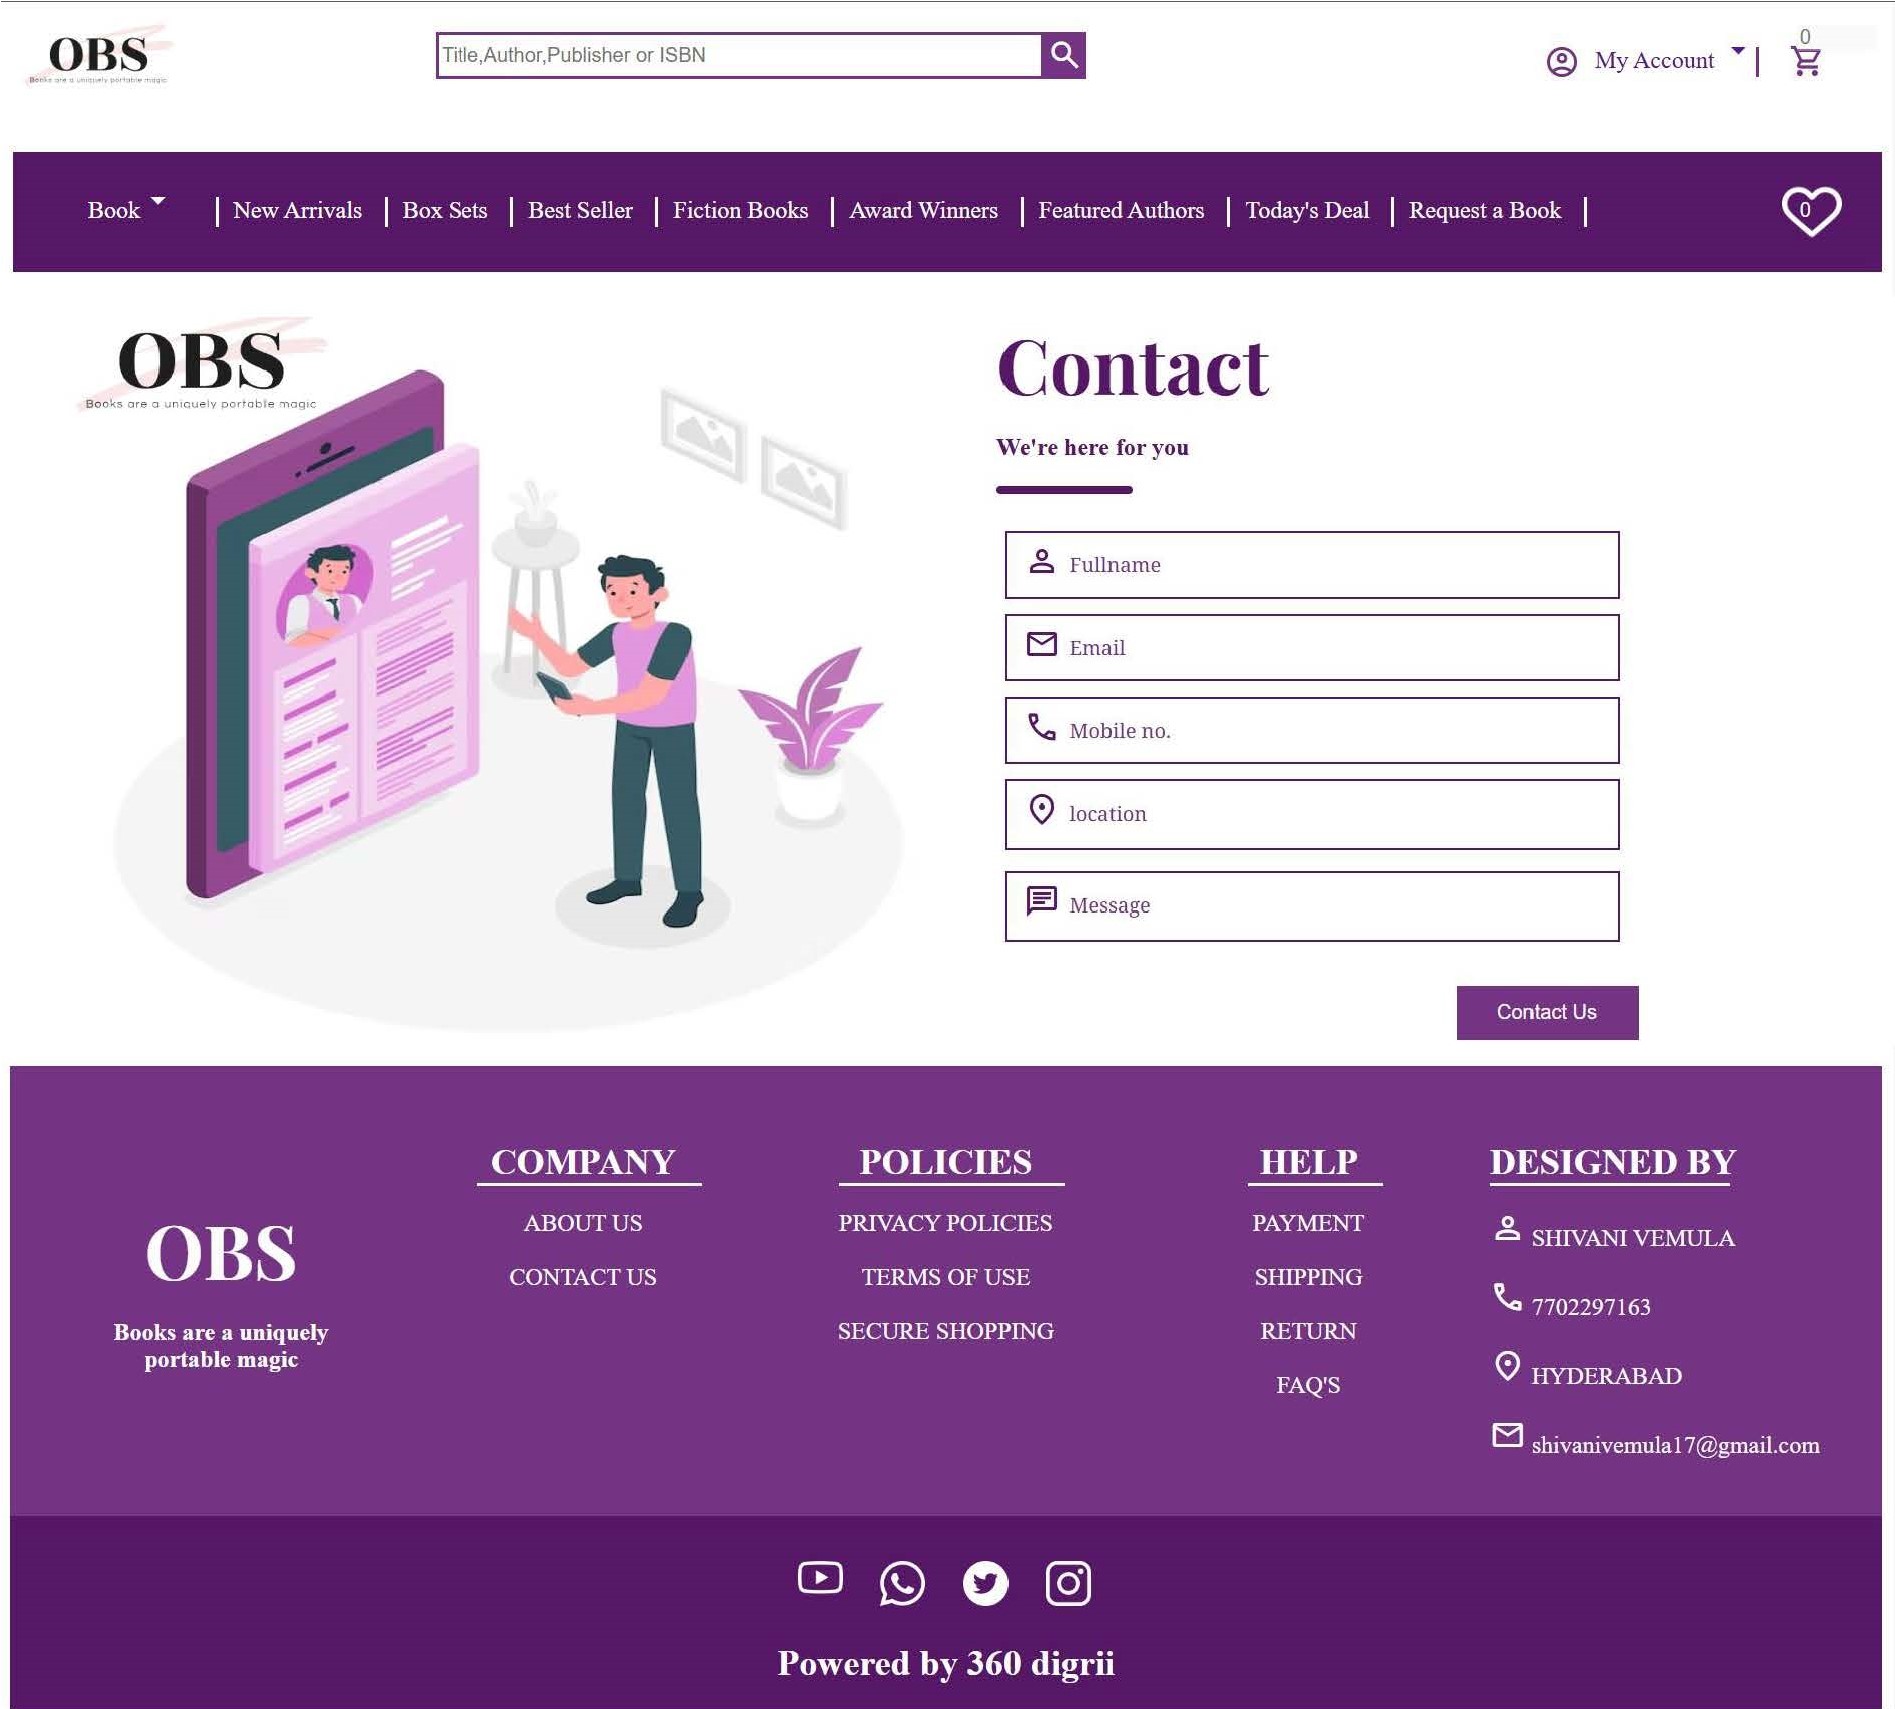 OBS
Books are a uniquely portable magic
Title,Author,Publisher or ISBN
My Account
0
Book
New Arrivals
Box Sets
Best Seller
Fiction Books
Award Winners
Featured Authors
Today's Deal
Request a Book
0
OBS
Books are a uniquely portable magic
Contact
We're here for you
Fullname
Email
Mobile no.
location
Message
Contact Us
OBS
Books are a uniquely
portable magic
COMPANY
ABOUT US
CONTACT US
POLICIES
PRIVACY POLICIES
TERMS OF USE
SECURE SHOPPING
HELP
PAYMENT
SHIPPING
RETURN
FAQ'S
DESIGNED BY
SHIVANI VEMULA
7702297163
HYDERABAD
shivanivemula17@gmail.com
Powered by 360 digrii